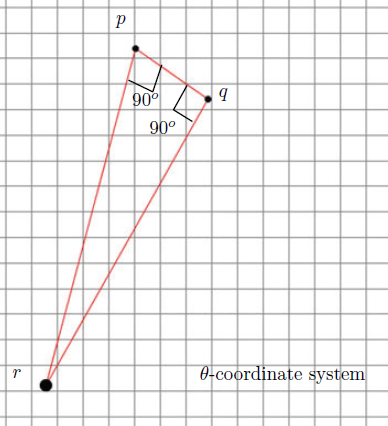 p
q
90°
90°
r
θ-coordinate system